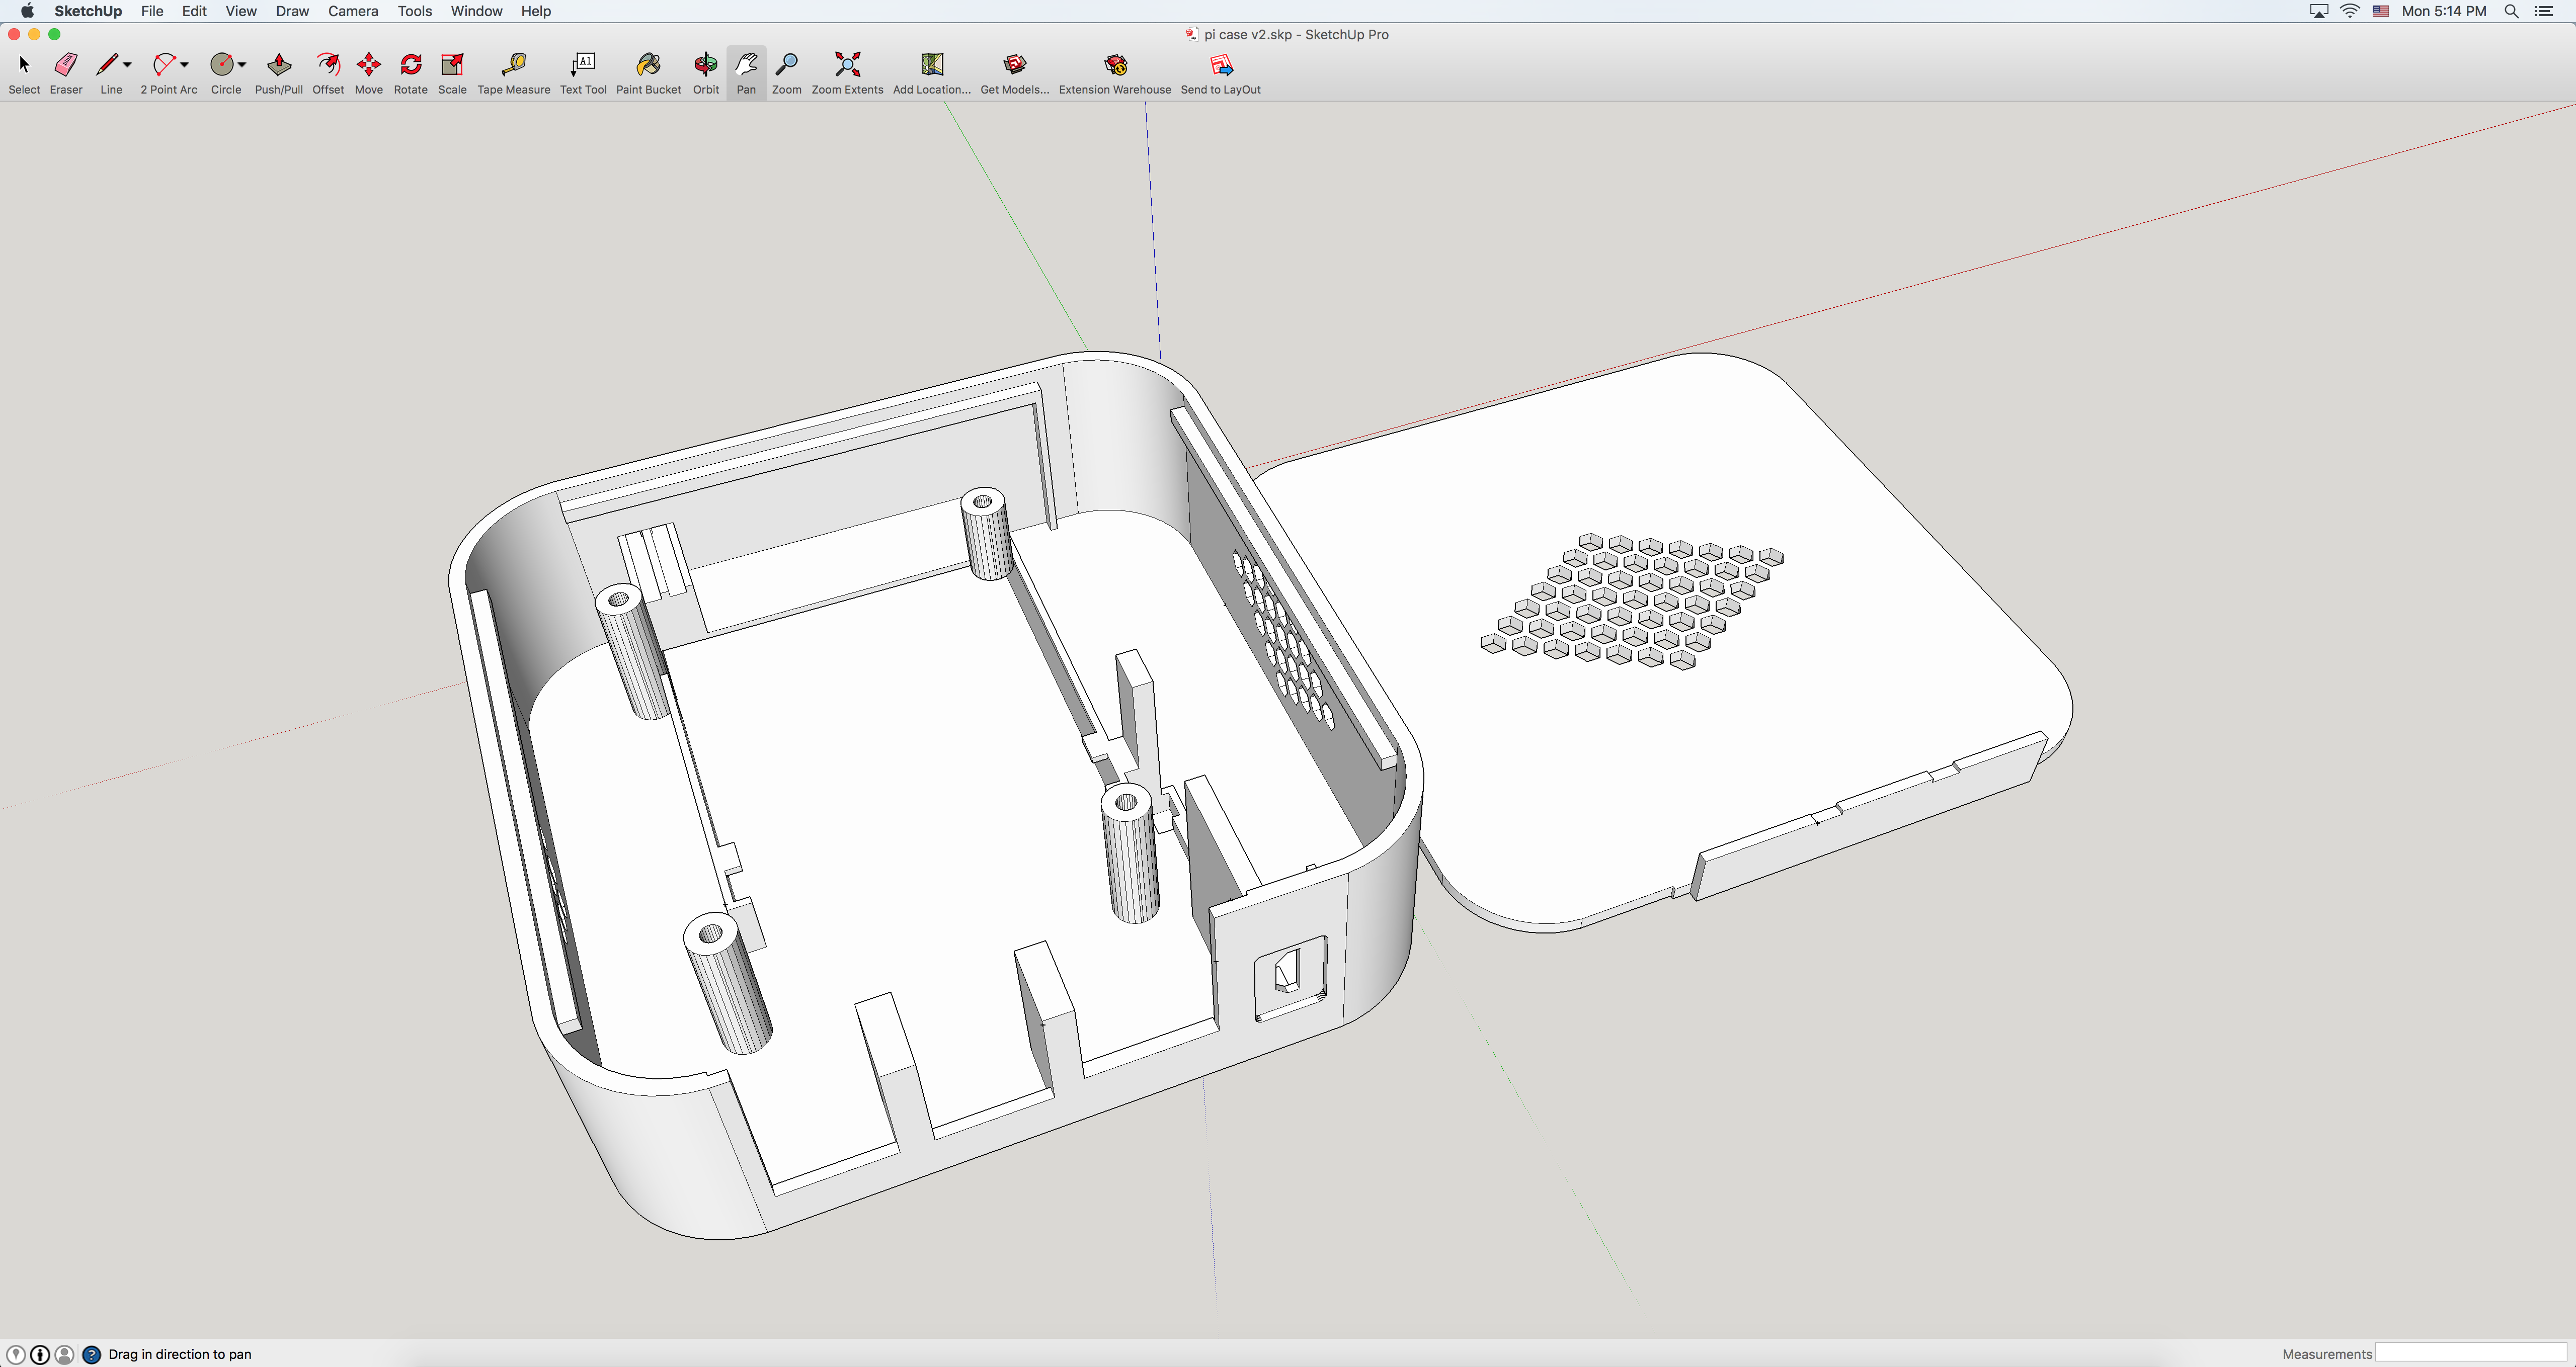 SketchUp File Edit View Draw Camera Tools Window Help Mon 5:14 PM
pi case v2.skp - SketchUp Pro
A1
Select Eraser Line 2 Point Arc Circle Push/Pull Offset Move Rotate Scale Tape Measure Text Tool Paint Bucket Orbit Pan Zoom Zoom Extents Add Location... Get Models... Extension Warehouse Send to LayOut
? Drag in direction to pan Measurements